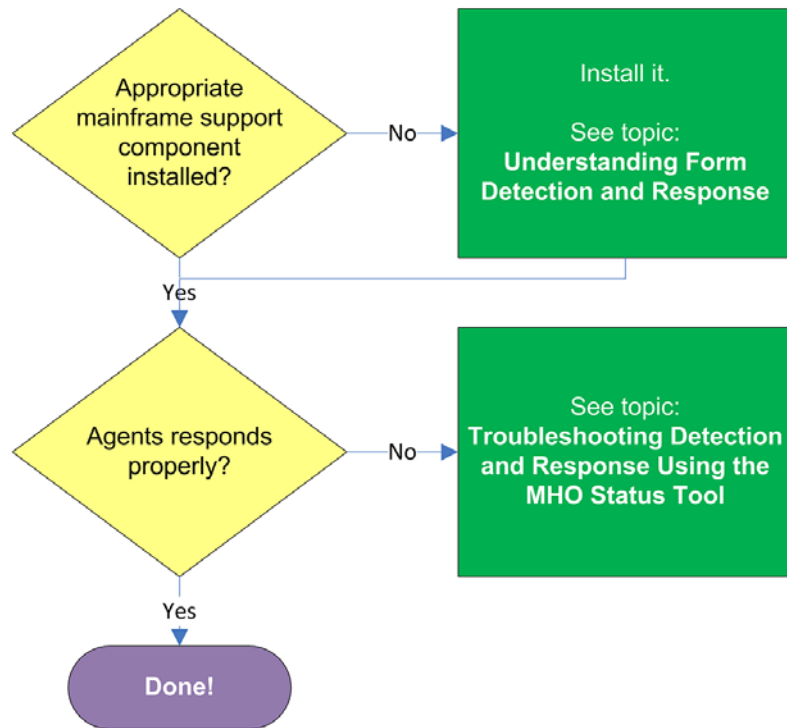 Appropriate
mainframe support
component
installed?
No
Install it.
See topic:
Understanding Form
Detection and Response
Yes
Agents responds
properly?
No
See topic:
Troubleshooting Detection
and Response Using the
MHO Status Tool
Yes
Done!